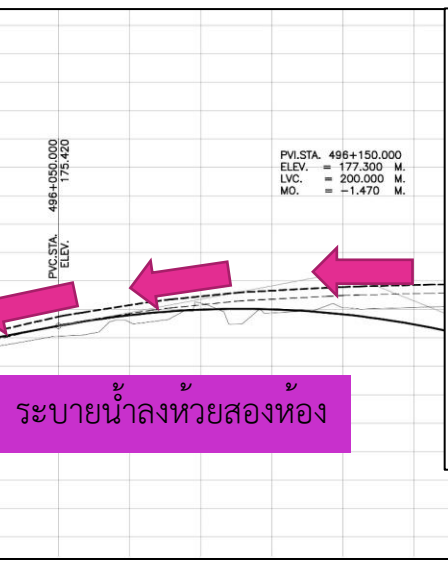 PVC.STA. 496+050.000
ELEV. 175.420
PVI.STA. 496+150.000
ELEV. = 177.300 M.
LVC. = 200.000 M.
MO. = -1.470 M.
ระบายน้ำลงห้วยสองห้อง